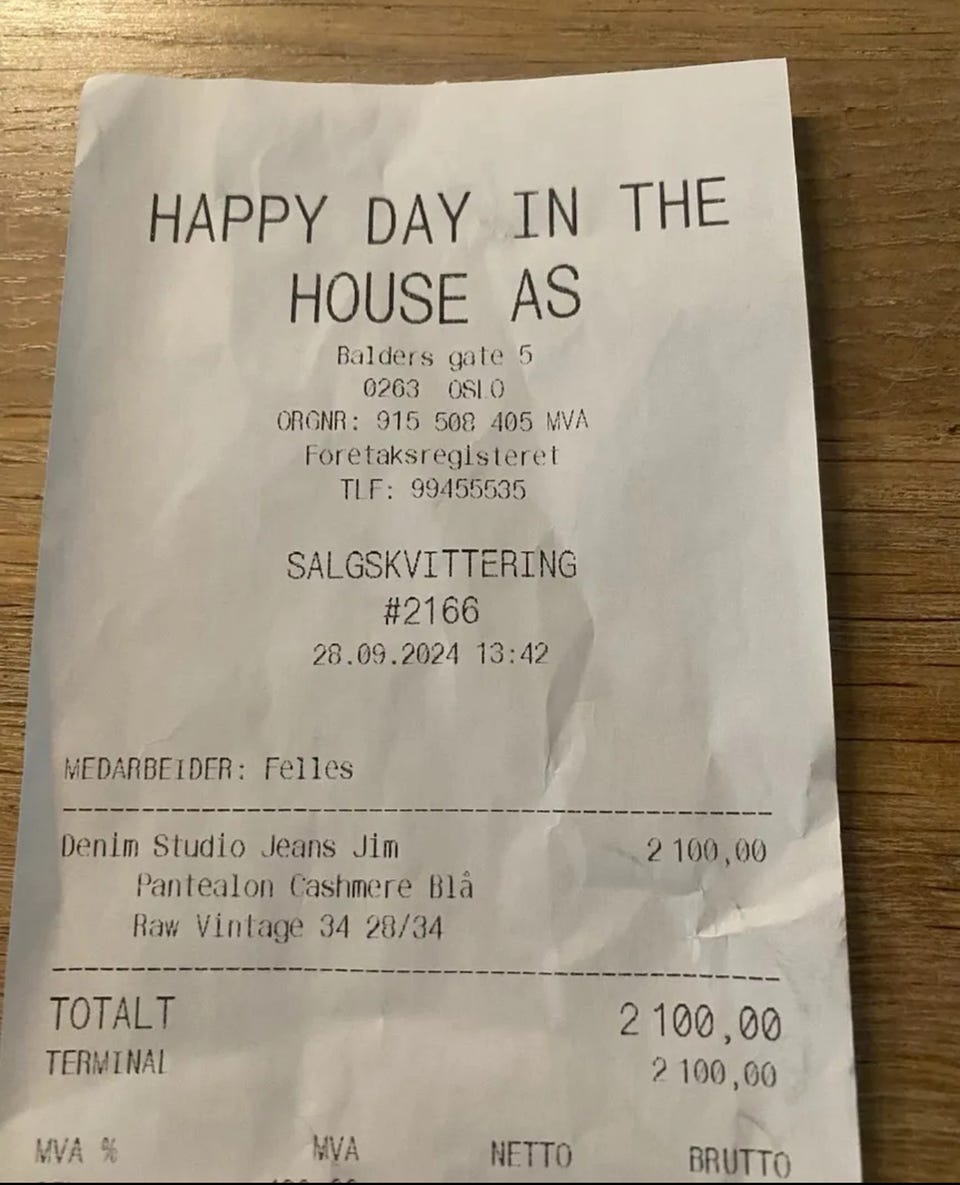 HAPPY DAY IN THE
HOUSE AS
Balders gate 5
0263 OSLO
ORGNR: 915 508 405 MVA
Foretaksregisteret
TLF: 99455535
SALGSKVITTERING
#2166
28.09.2024 13:42
MEDARBEIDER: Felles
Denim Studio Jeans Jim 2 100,00
Pantealon Cashmere Blå
Raw Vintage 34 28/34
TOTALT 2 100,00
TERMINAL 2 100,00
MVA % MVA NETTO BRUTTO